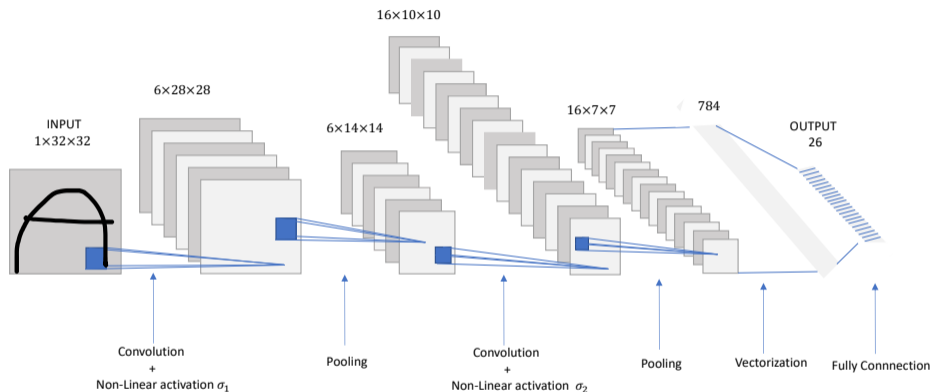 INPUT
1×32×32
6×28×28
6×14×14
16×10×10
16×7×7
784
OUTPUT
26
Convolution
+
Non-Linear activation σ₁
Pooling
Convolution
+
Non-Linear activation σ₂
Pooling
Vectorization
Fully Connnection